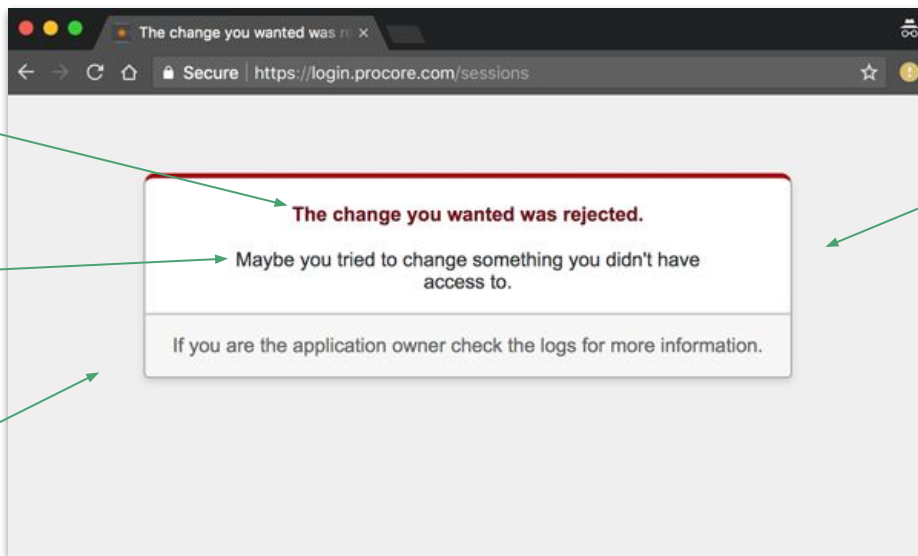 The change you wanted was r
Secure https://login.procore.com/sessions
The change you wanted was rejected.
Maybe you tried to change something you didn't have
access to.
If you are the application owner check the logs for more information.